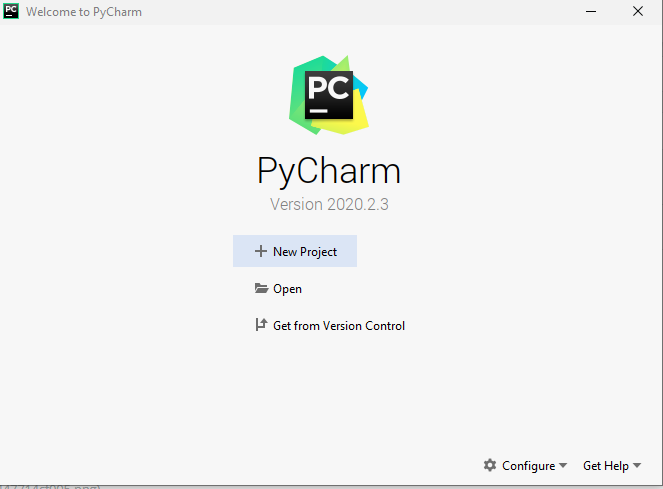 PC Welcome to PyCharm
PC
PyCharm
Version 2020.2.3
New Project
Open
Get from Version Control
Configure Get Help